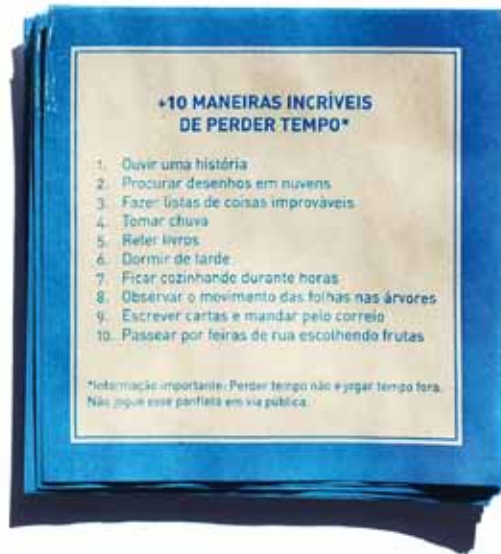 +10 MANEIRAS INCRÍVEIS
DE PERDER TEMPO*
1. Ouvir uma história
2. Procurar desenhos em nuvens
3. Fazer listas de coisas improváveis
4. Tomar chuva
5. Reler livros
6. Dormir de tarde
7. Ficar cozinhando durante horas
8. Observar o movimento das folhas nas árvores
9. Escrever cartas e mandar pelo correio
10. Passear por feiras de rua escolhendo frutas
*Informação importante: Perder tempo não é jogar tempo fora.
Não jogue esse panfleto em via pública.